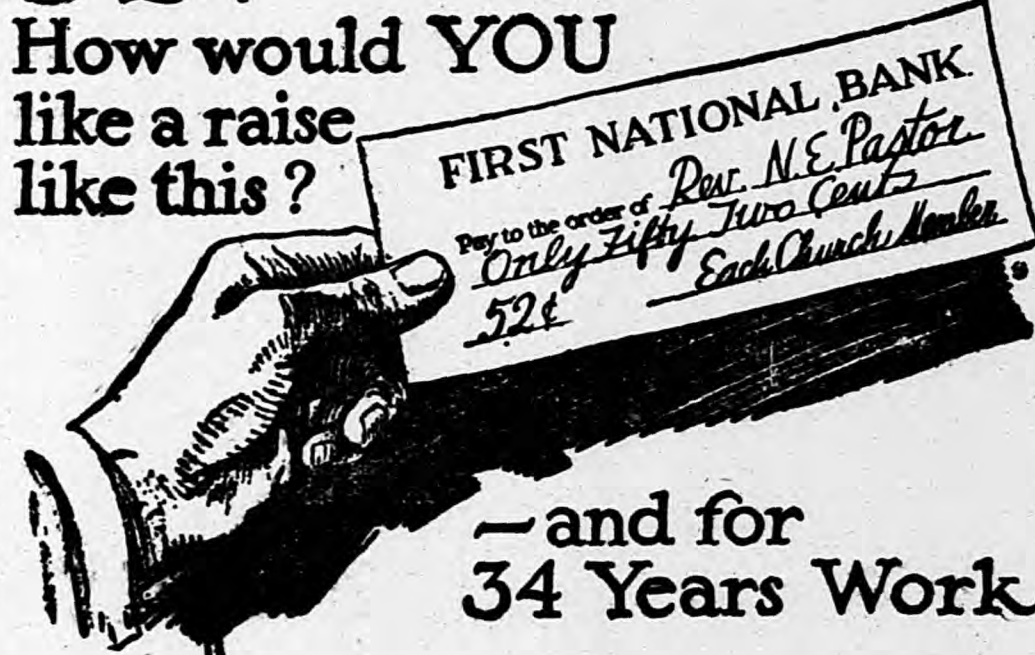 How would YOU
like a raise
like this?
FIRST NATIONAL BANK.
Pay to the order of Rev. N.E. Pastor
Only Fifty Two Cents
52¢ Each Church Member
—and for
34 Years Work